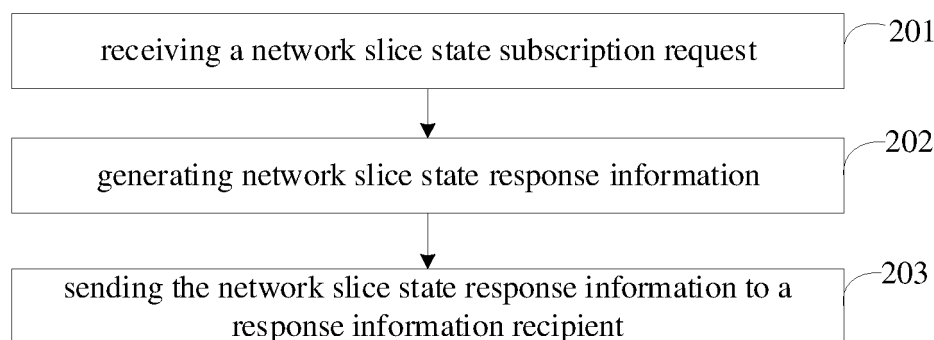 receiving a network slice state subscription request
201
generating network slice state response information
202
sending the network slice state response information to a
response information recipient
203